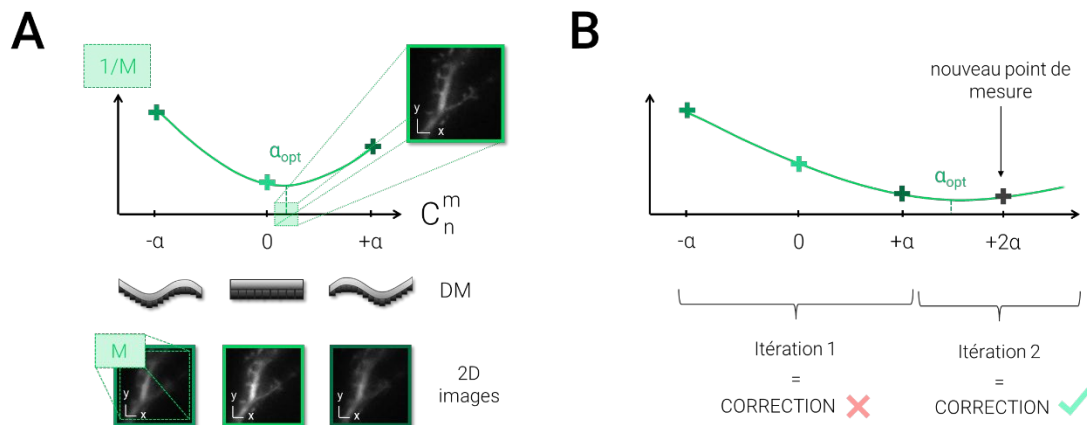 A
1/M
y
x
α_opt
C_n^m
-α
0
+α
DM
M
y
x
y
x
y
x
2D
images
B
nouveau point de
mesure
α_opt
-α
0
+α
+2α
Itération 1
=
CORRECTION
Itération 2
=
CORRECTION